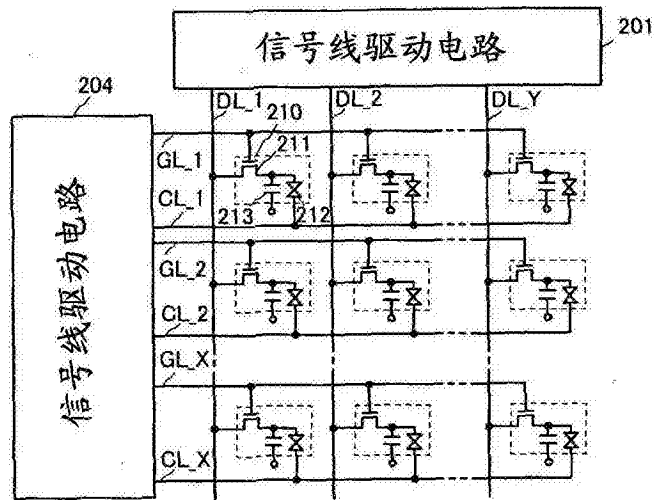 信号线驱动电路
201
204
DL_1
DL_2
DL_Y
210
GL_1
211
CL_1
213
212
GL_2
CL_2
GL_X
CL_X
信号线驱动电路